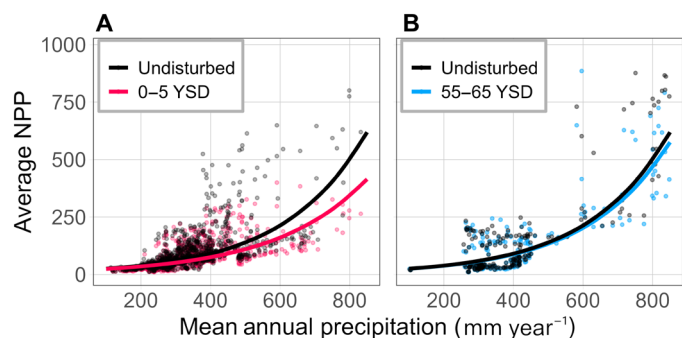 A
B
1000
750
500
250
0
Average NPP
Undisturbed
0–5 YSD
Undisturbed
55–65 YSD
200 400 600 800
200 400 600 800
Mean annual precipitation (mm year⁻¹)